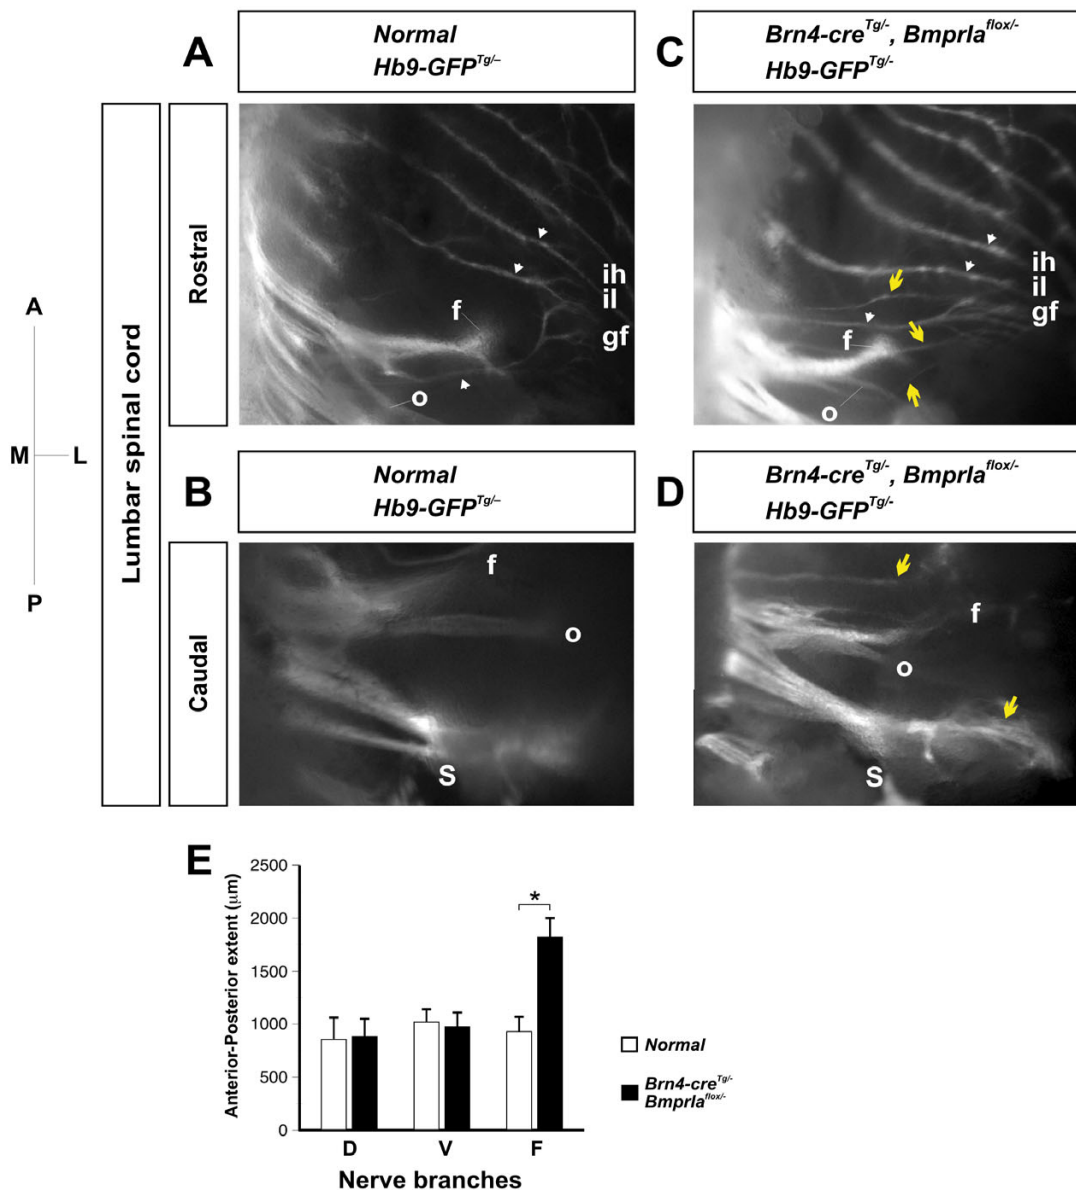 A
Normal
Hb9-GFP^Tg/–
C
Brn4-cre^Tg/-, Bmprla^flox/-
Hb9-GFP^Tg/-
Lumbar spinal cord
Rostral
A
M
L
P
ih
il
gf
f
o
ih
il
gf
f
o
B
Normal
Hb9-GFP^Tg/–
D
Brn4-cre^Tg/-, Bmprla^flox/-
Hb9-GFP^Tg/-
Caudal
f
o
S
f
o
S
E
Anterior-Posterior extent (μm)
2500
2000
1500
1000
500
0
*
D V F
Nerve branches
Normal
Brn4-cre^Tg/-
Bmprla^flox/-